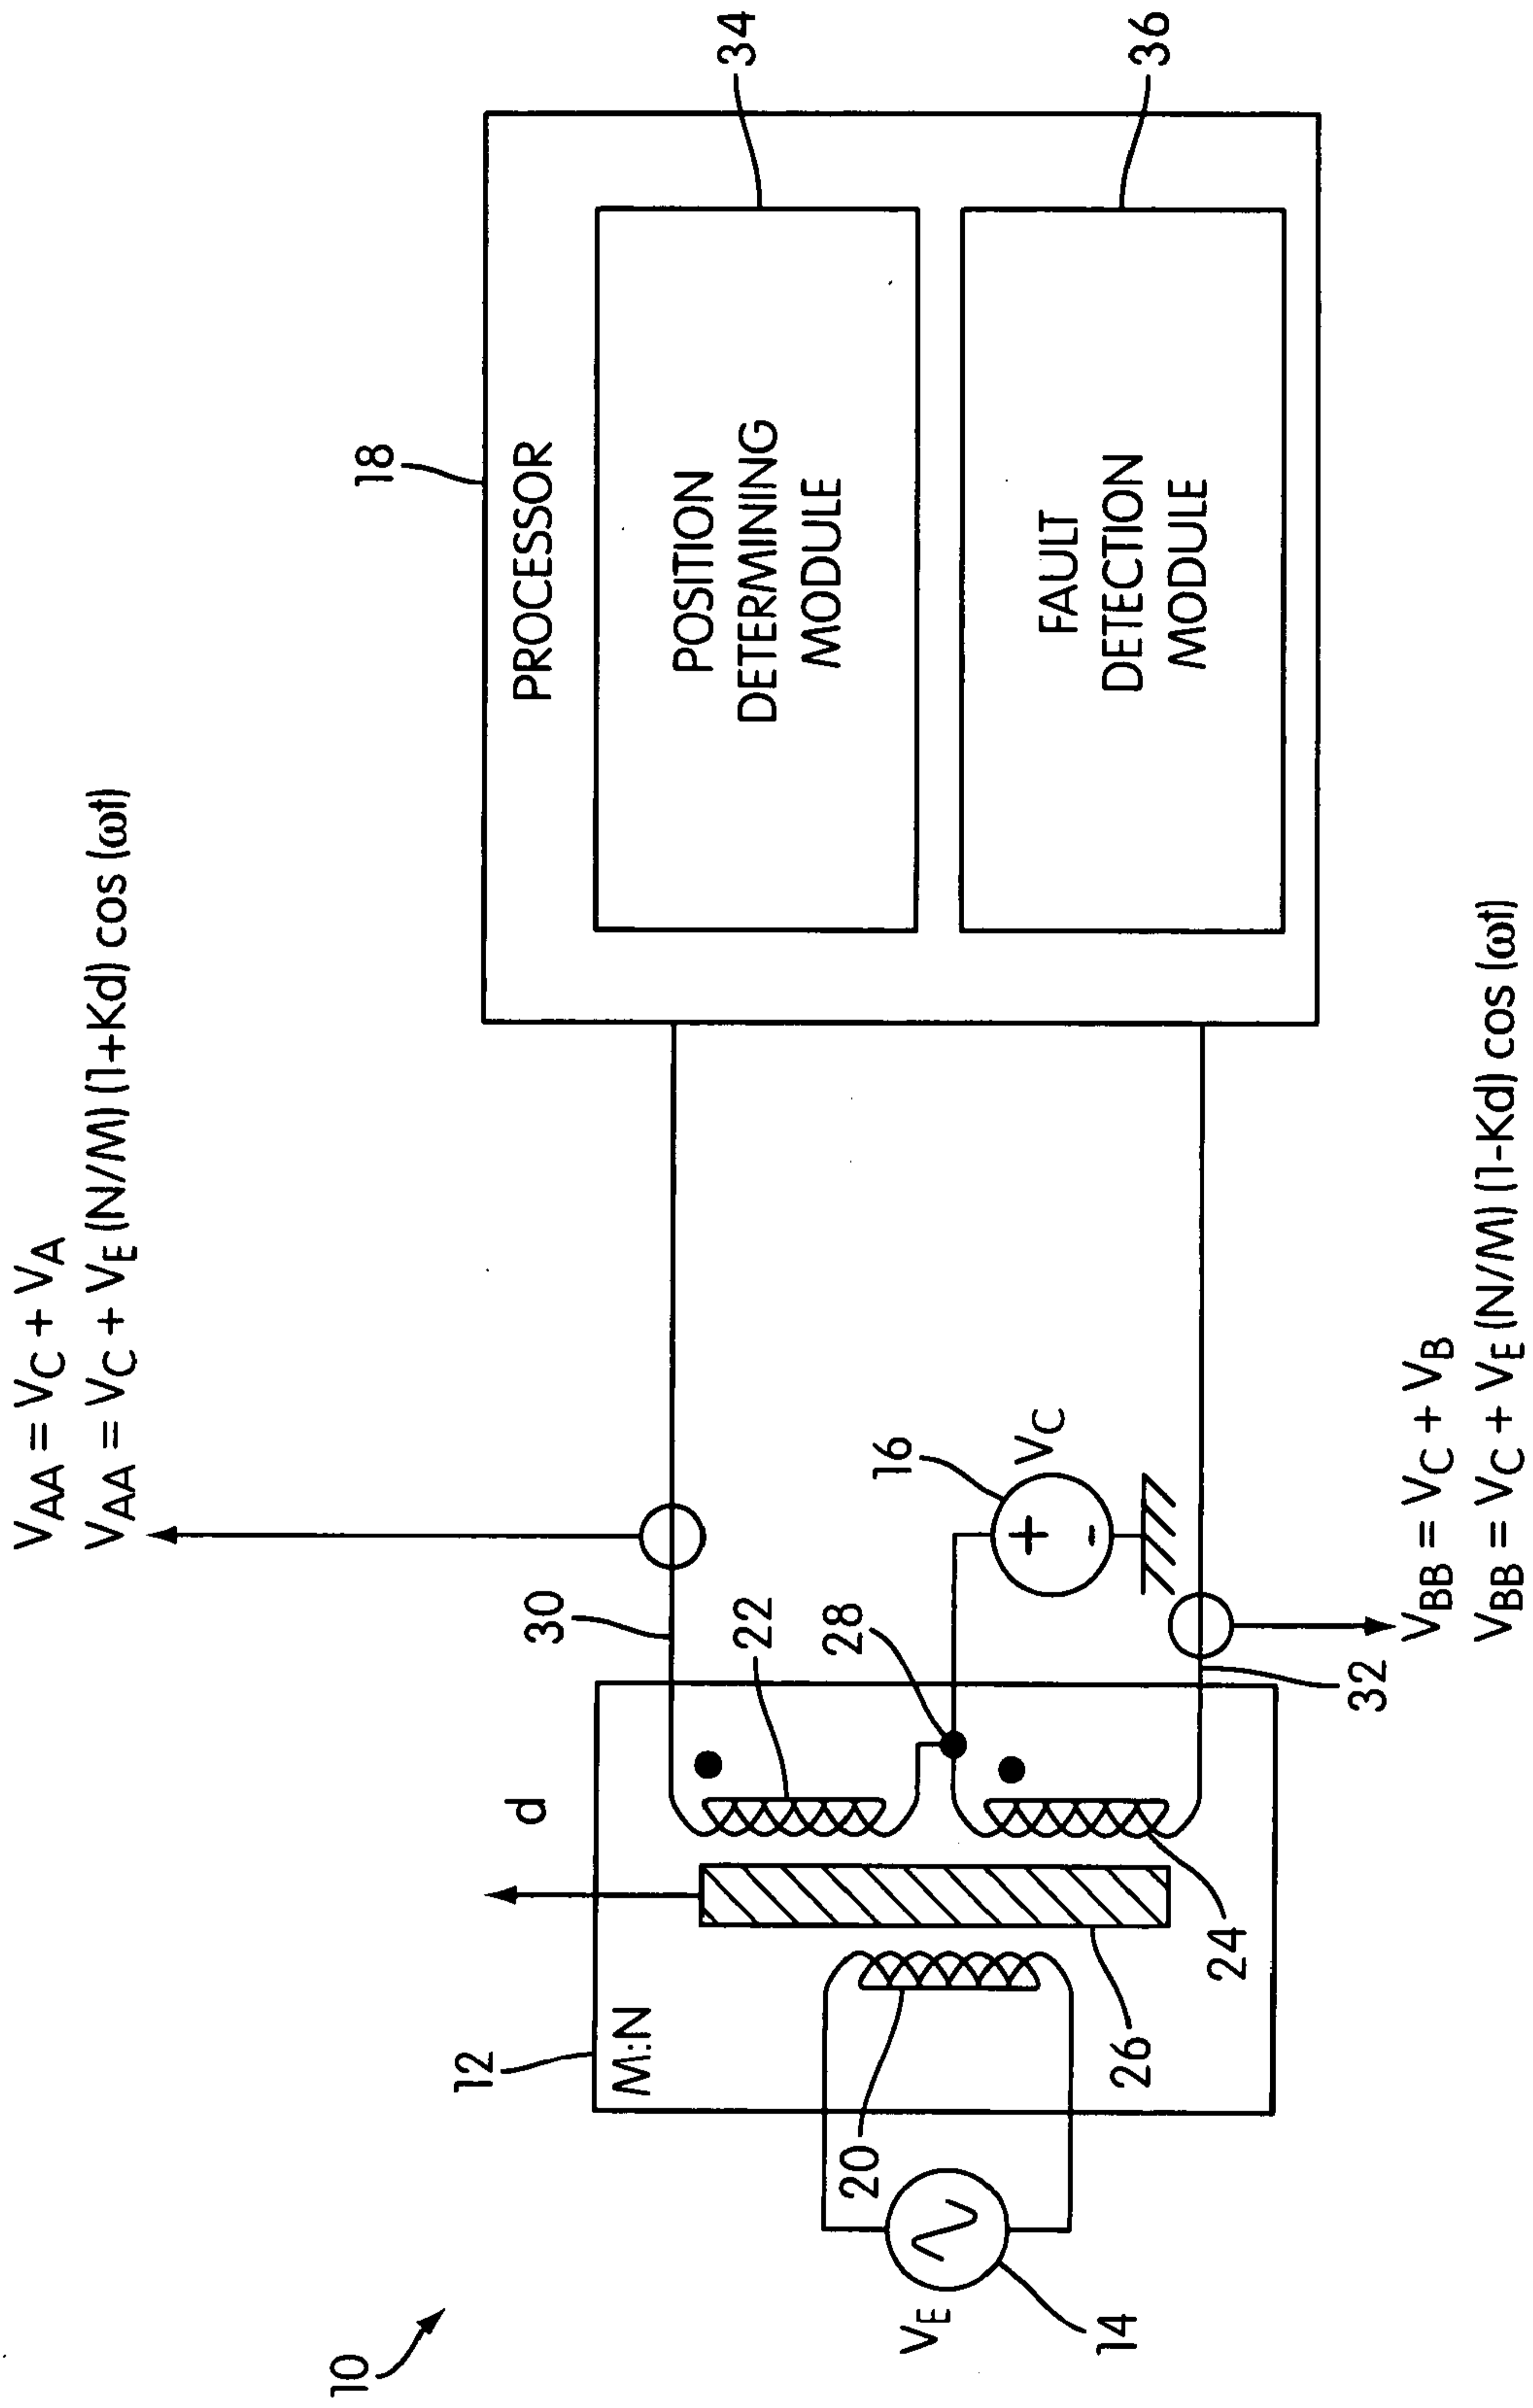 V_AA = V_C + V_A
V_AA = V_C + V_E (N/M) (1+Kd) cos (ωt)
10
12
M:N
d
V_E
14
20
26
24
22
28
30
32
16
V_C
+
-
18
PROCESSOR
POSITION
DETERMINING
MODULE
34
FAULT
DETECTION
MODULE
36
V_BB = V_C + V_B
V_BB = V_C + V_E (N/M) (1-Kd) cos (ωt)